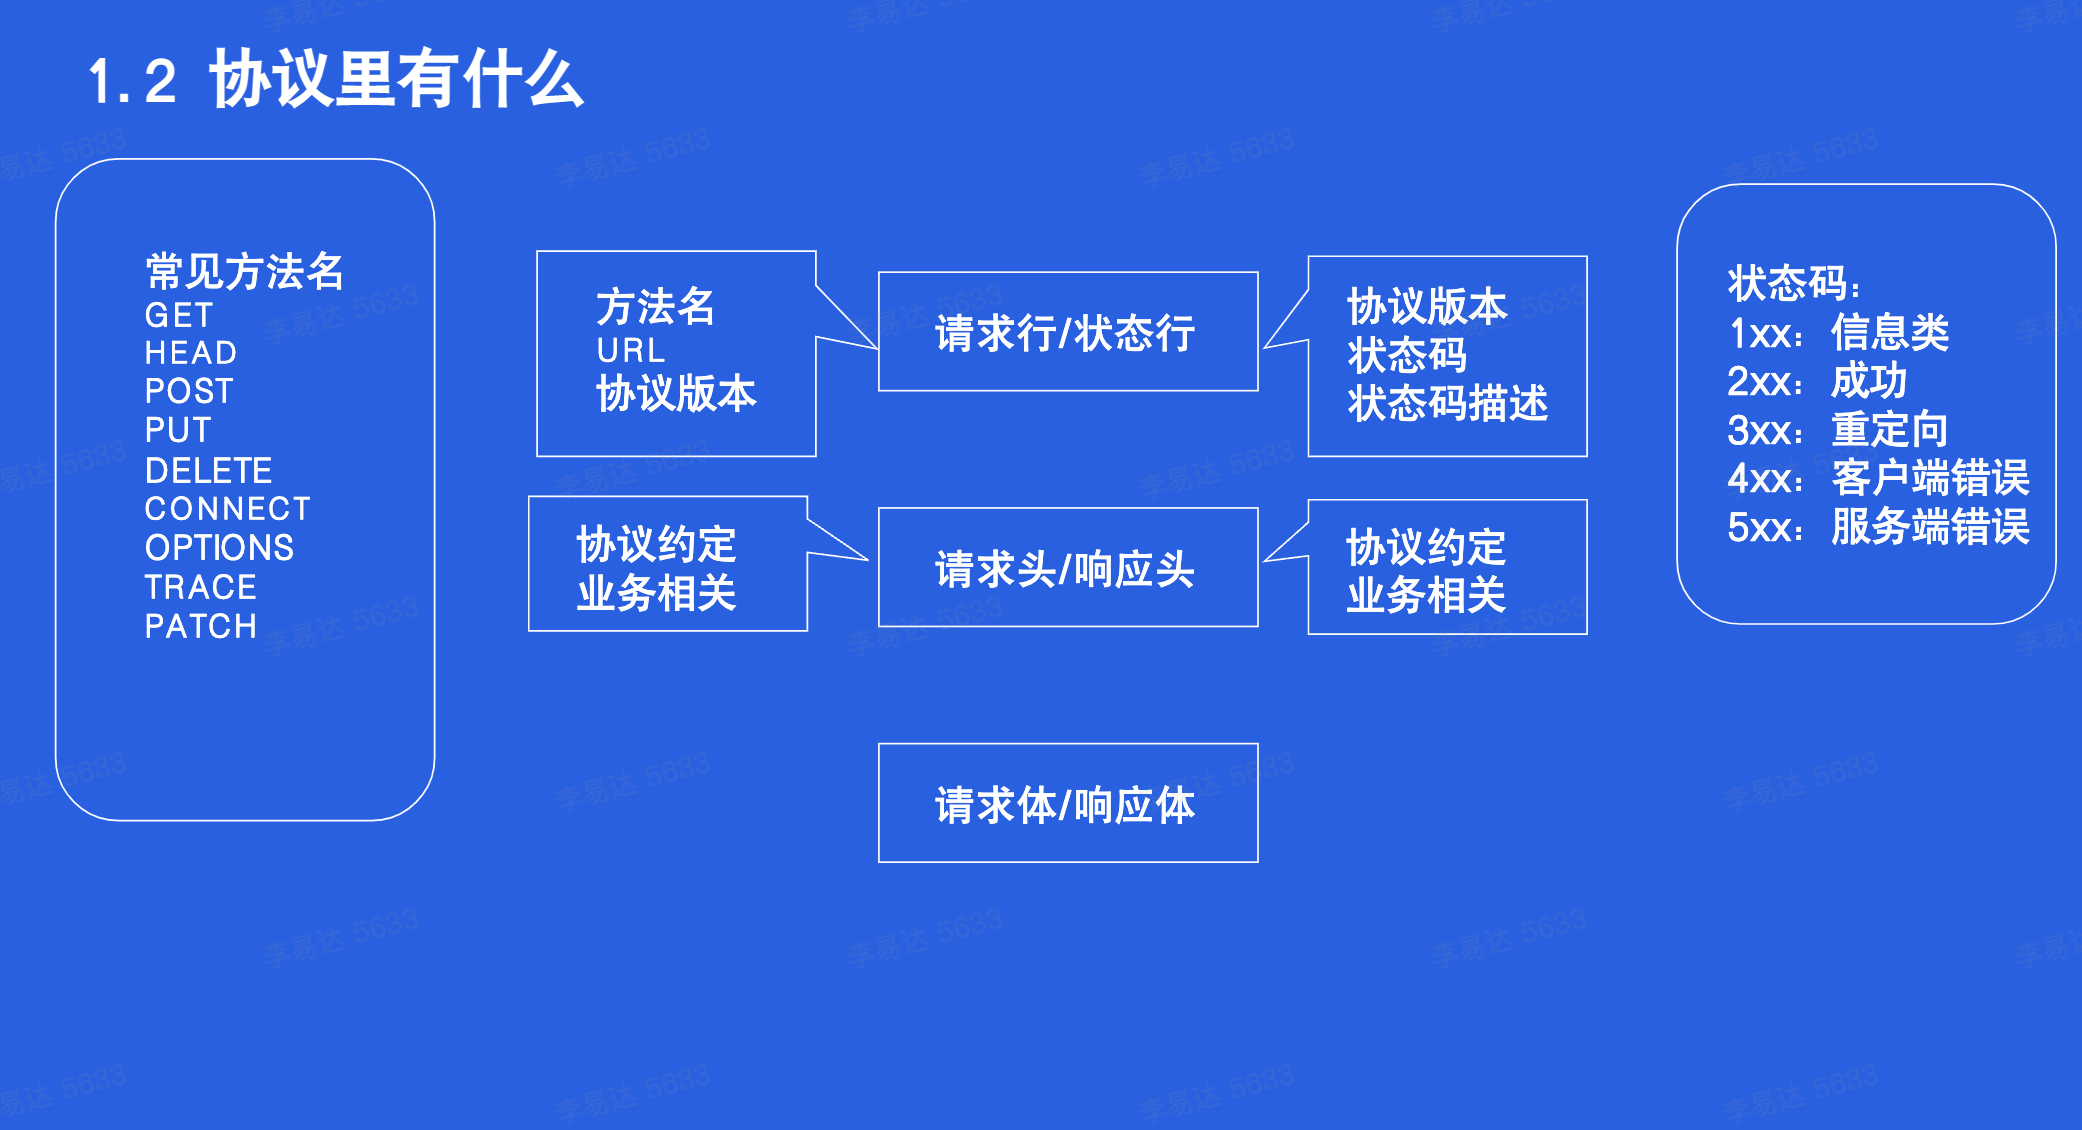 1.2 协议里有什么
常见方法名
GET
HEAD
POST
PUT
DELETE
CONNECT
OPTIONS
TRACE
PATCH
方法名
URL
协议版本
请求行/状态行
协议版本
状态码
状态码描述
协议约定
业务相关
请求头/响应头
协议约定
业务相关
请求体/响应体
状态码：
1xx： 信息类
2xx： 成功
3xx： 重定向
4xx： 客户端错误
5xx： 服务端错误
李易达 5633